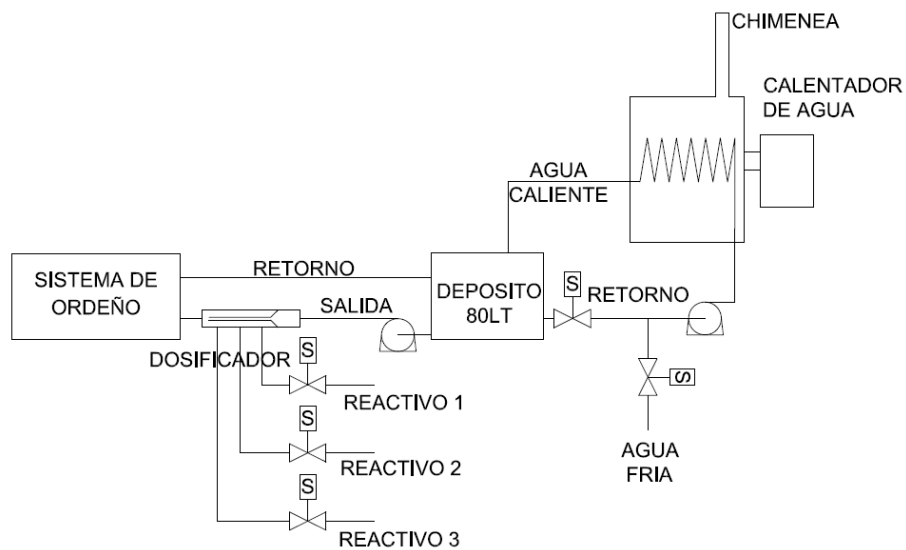 CHIMENEA
CALENTADOR
DE AGUA
AGUA
CALIENTE
SISTEMA DE
ORDEÑO
RETORNO
SALIDA
DEPOSITO
80LT
S
RETORNO
DOSIFICADOR
S
REACTIVO 1
S
AGUA
FRIA
S
REACTIVO 2
S
REACTIVO 3